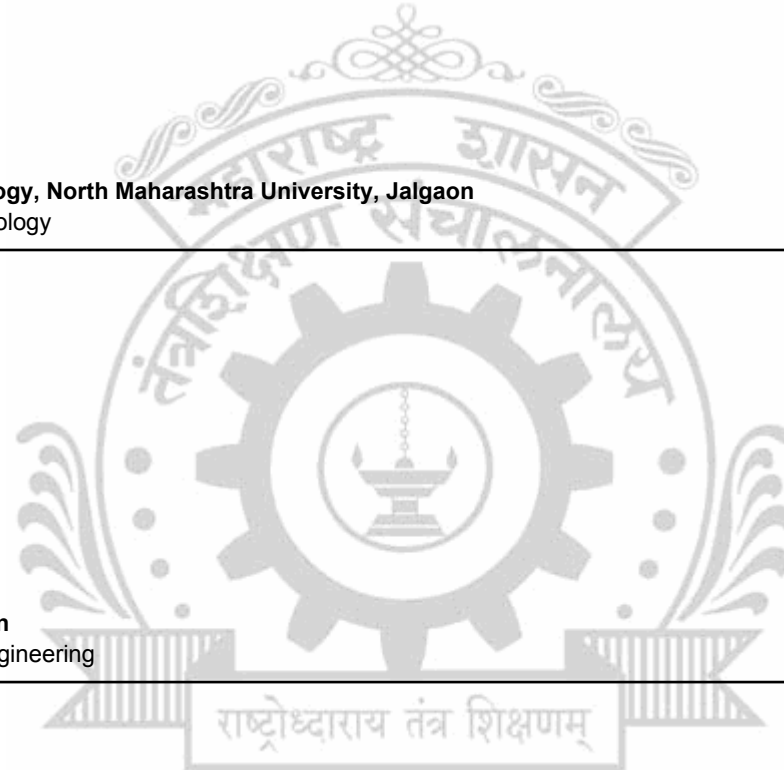 महाराष्ट्र शासन
ogy, North Maharashtra University, Jalgaon
ology
तंत्रशिक्षण संचालनालय
n
gineering
राष्ट्रोध्दाराय तंत्र शिक्षणम्